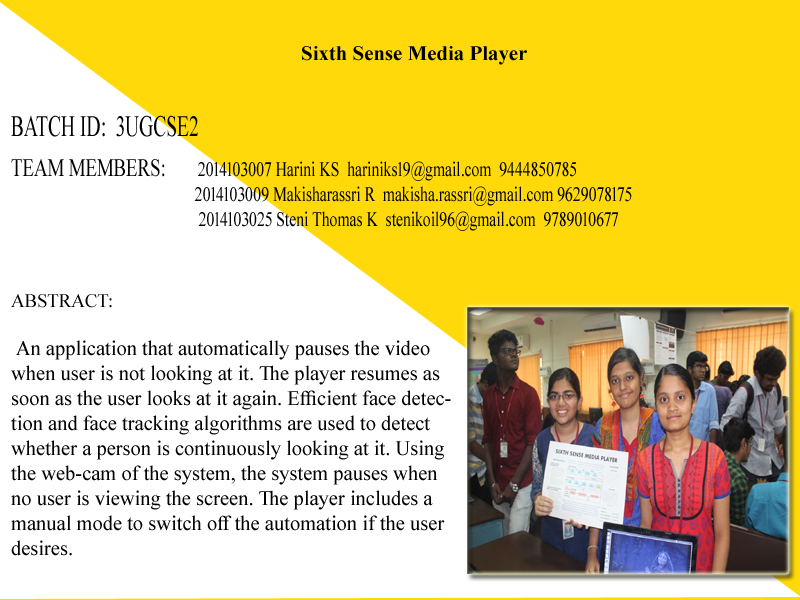 Sixth Sense Media Player
BATCH ID: 3UGCSE2
TEAM MEMBERS: 2014103007 Harini KS hariniks19@gmail.com 9444850785
2014103009 Makisharassri R makisha.rassri@gmail.com 9629078175
2014103025 Steni Thomas K stenikoil96@gmail.com 9789010677
ABSTRACT:
An application that automatically pauses the video
when user is not looking at it. The player resumes as
soon as the user looks at it again. Efficient face detec-
tion and face tracking algorithms are used to detect
whether a person is continuously looking at it. Using
the web-cam of the system, the system pauses when
no user is viewing the screen. The player includes a
manual mode to switch off the automation if the user
desires.
SIXTH SENSE MEDIA PLAYER